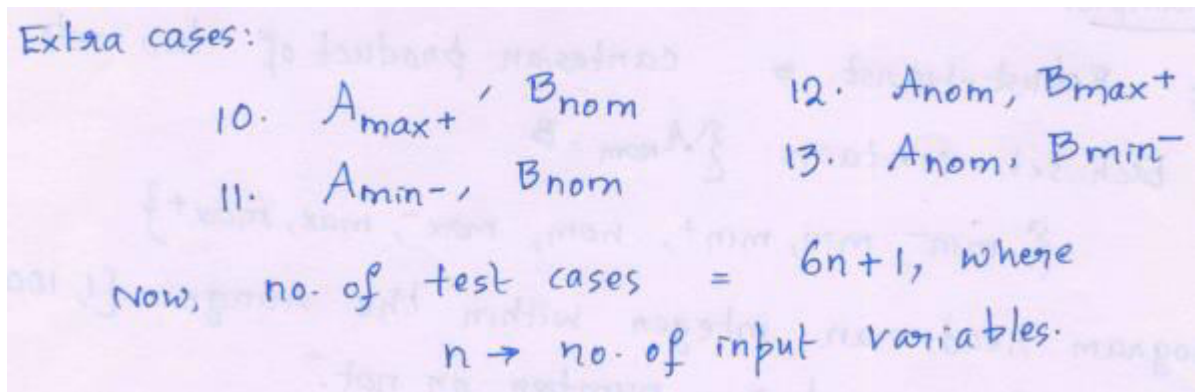 Extra cases:
10. Amax+, Bnom 12. Anom, Bmax+
11. Amin-, Bnom 13. Anom, Bmin-
Now, no. of test cases = 6n+1, where
n → no. of input variables.